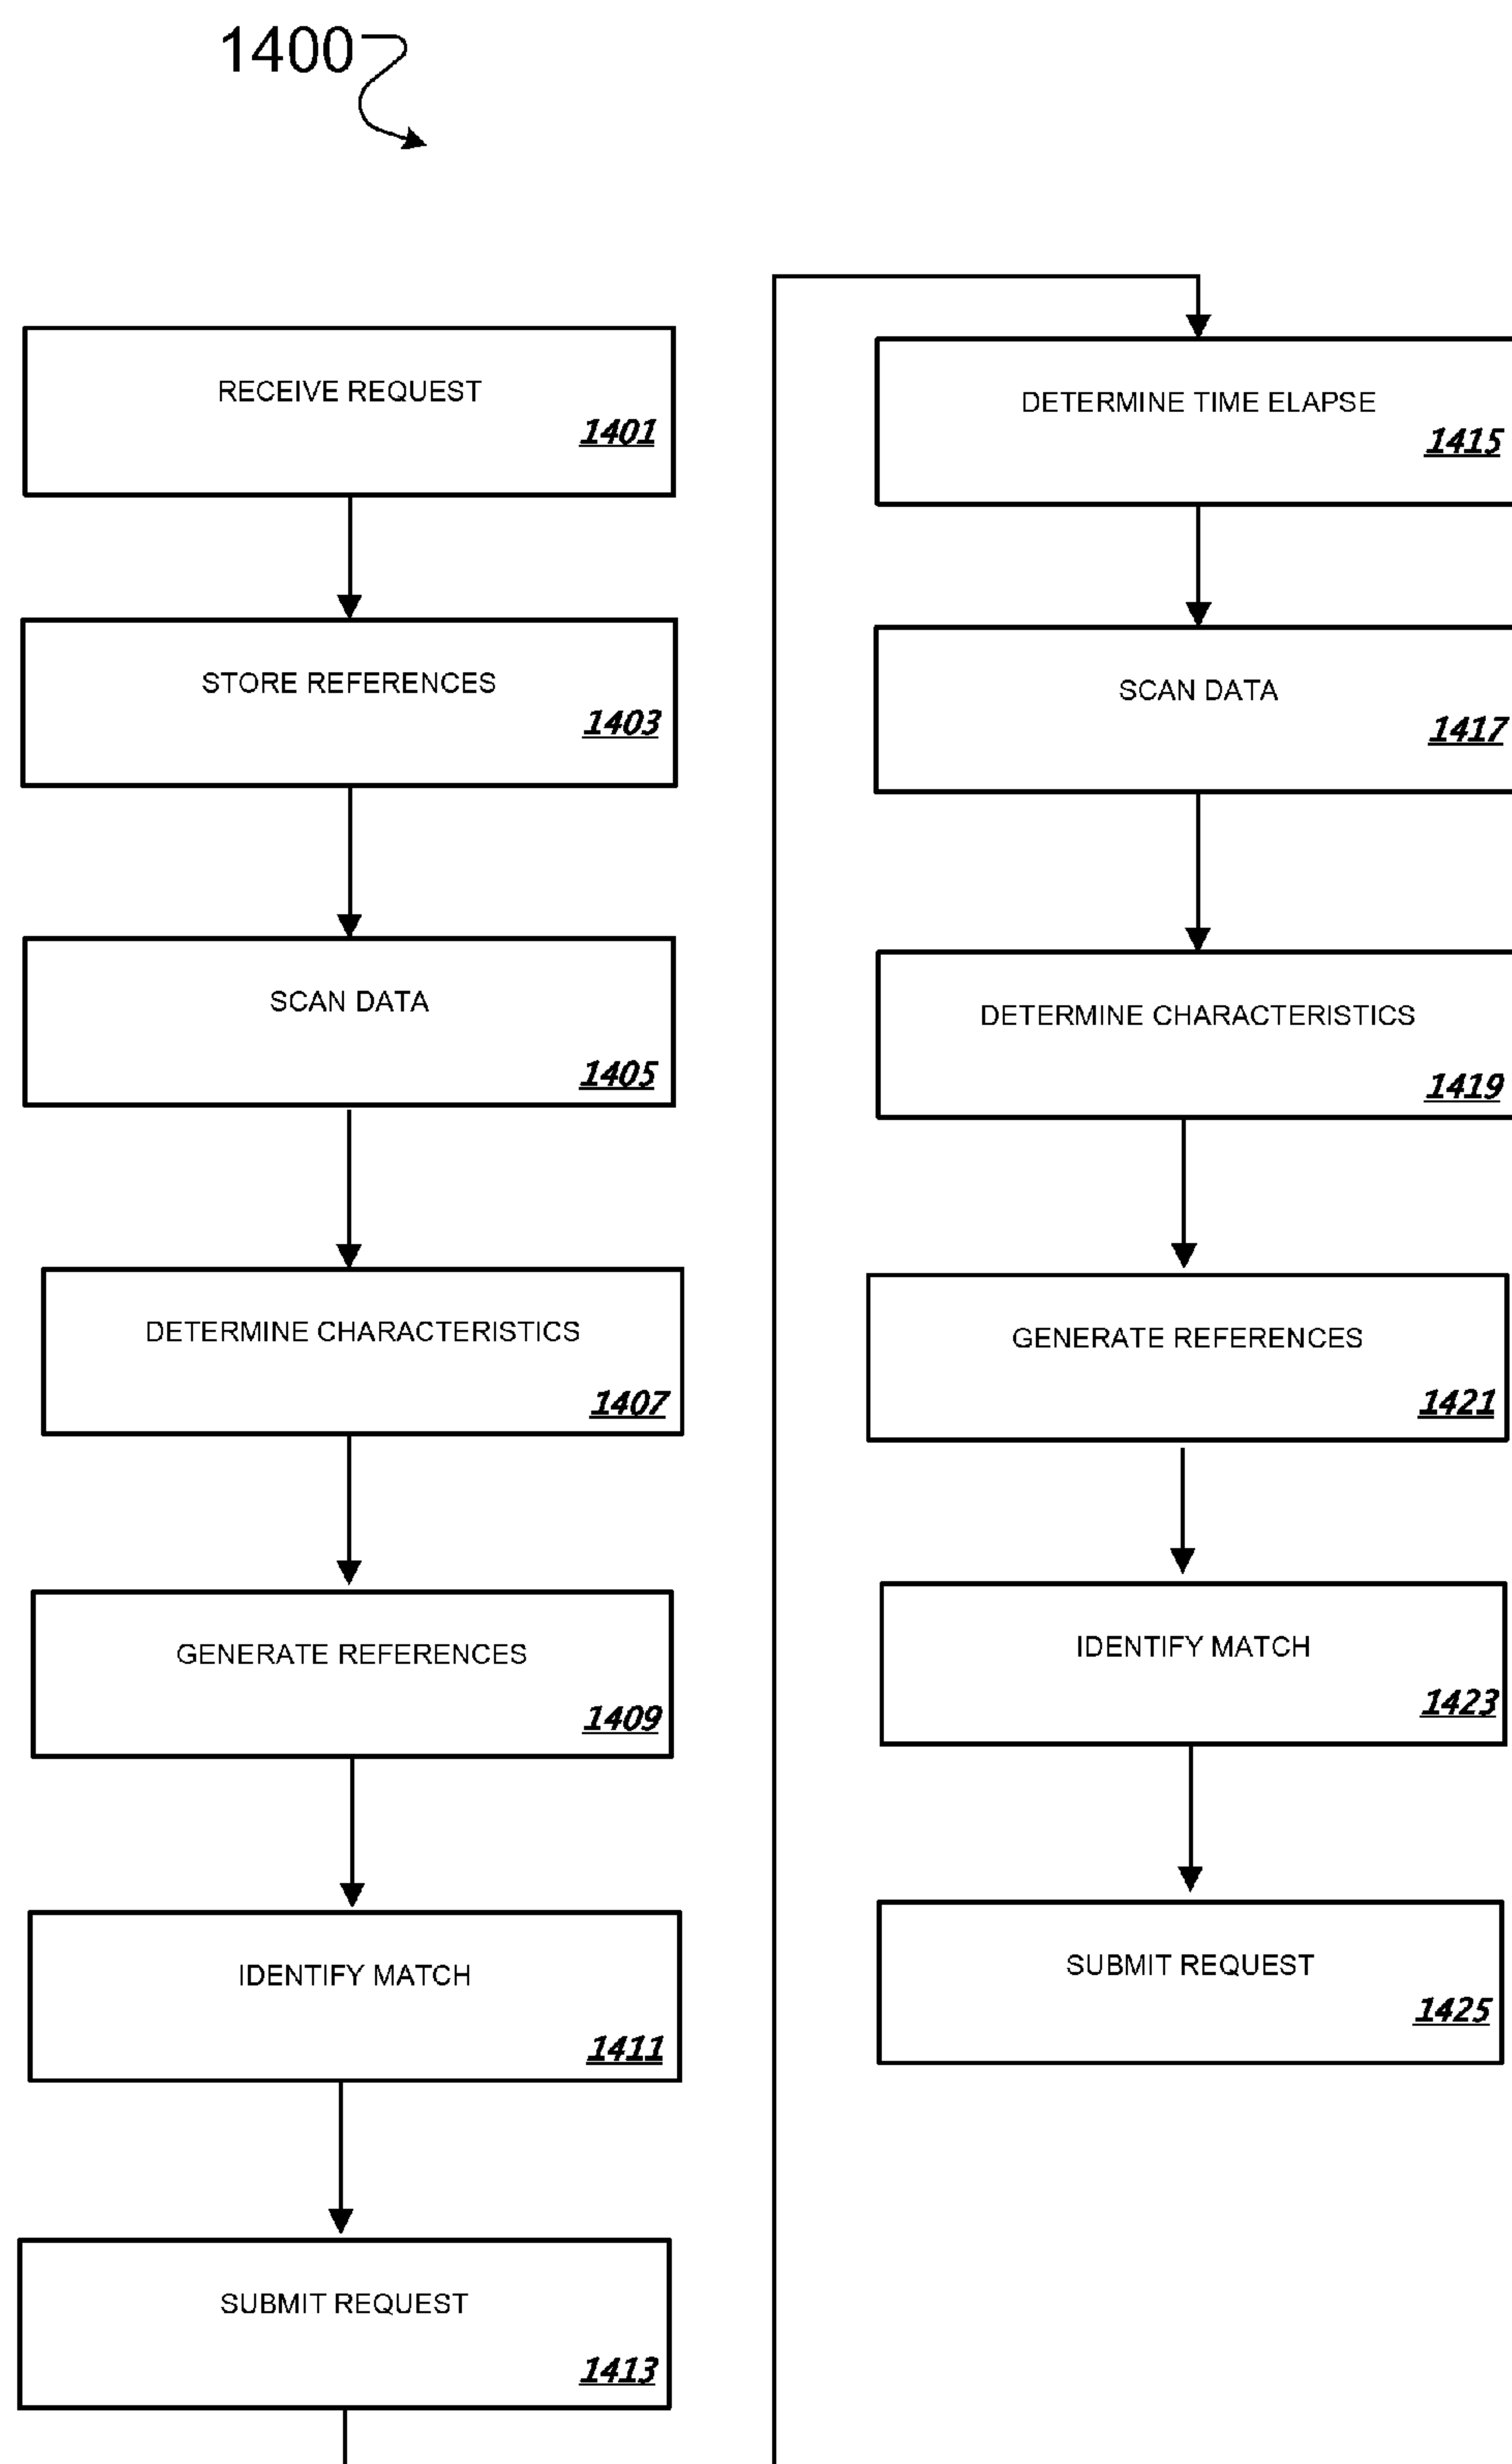 1400
RECEIVE REQUEST
1401
STORE REFERENCES
1403
SCAN DATA
1405
DETERMINE CHARACTERISTICS
1407
GENERATE REFERENCES
1409
IDENTIFY MATCH
1411
SUBMIT REQUEST
1413
DETERMINE TIME ELAPSE
1415
SCAN DATA
1417
DETERMINE CHARACTERISTICS
1419
GENERATE REFERENCES
1421
IDENTIFY MATCH
1423
SUBMIT REQUEST
1425